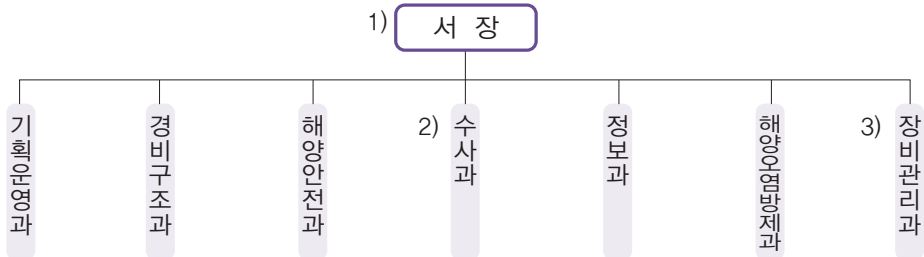 1) 서 장
기획운영과
경비구조과
해양안전과
2) 수사과
정보과
해양오염방제과
3) 장비관리과